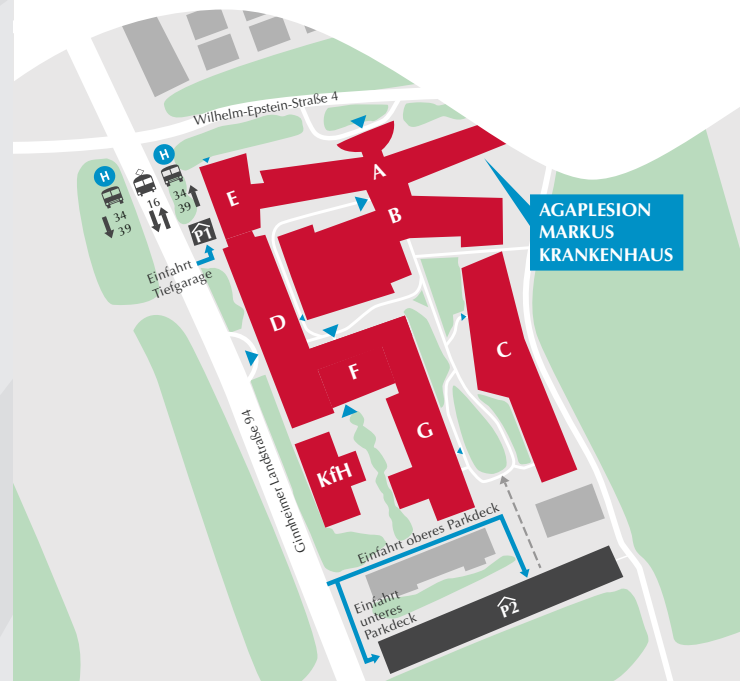 Wilhelm-Epstein-Straße 4
H
H
34
39
16
34
39
P1
Einfahrt
Tiefgarage
A
B
E
AGAPLESION
MARKUS
KRANKENHAUS
D
C
F
G
KfH
Ginnheimer Landstraße 94
Einfahrt oberes Parkdeck
Einfahrt
unteres
Parkdeck
P2